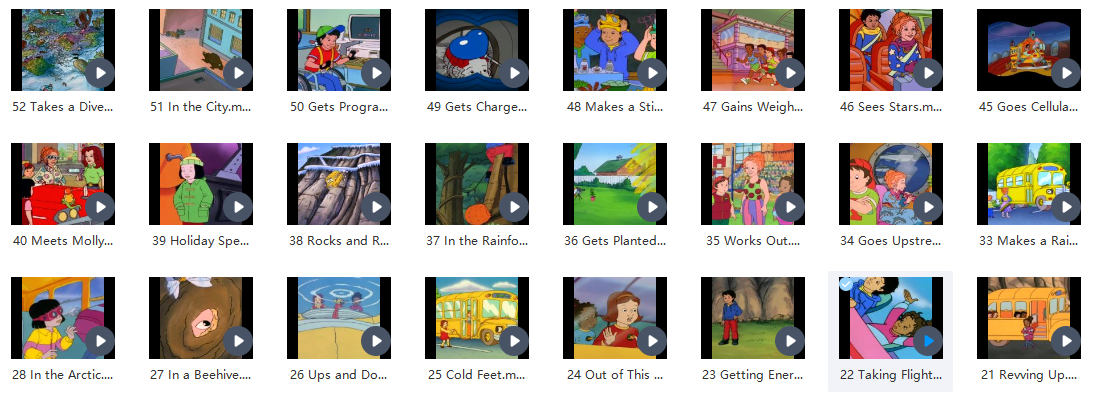 52 Takes a Dive...
51 In the City.m...
50 Gets Progra...
49 Gets Charge...
48 Makes a Sti...
47 Gains Weigh...
46 Sees Stars.m...
45 Goes Cellula...
40 Meets Molly...
39 Holiday Spe...
38 Rocks and R...
37 In the Rainfo...
36 Gets Planted...
35 Works Out....
34 Goes Upstre...
33 Makes a Rai...
28 In the Arctic....
27 In a Beehive....
26 Ups and Do...
25 Cold Feet.m...
24 Out of This ...
23 Getting Ener...
22 Taking Flight...
21 Revving Up....